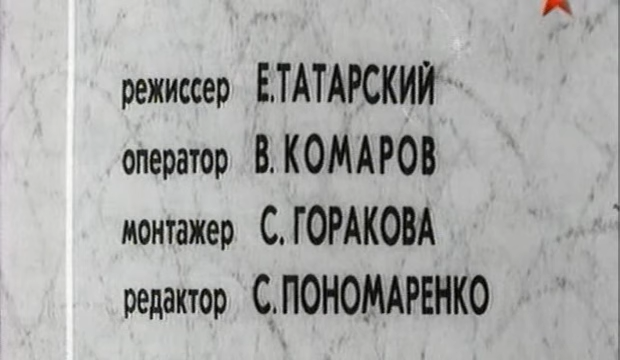 режиссер Е.ТАТАРСКИЙ
оператор В. КОМАРОВ
монтажер С. ГОРАКОВА
редактор С. ПОНОМАРЕНКО